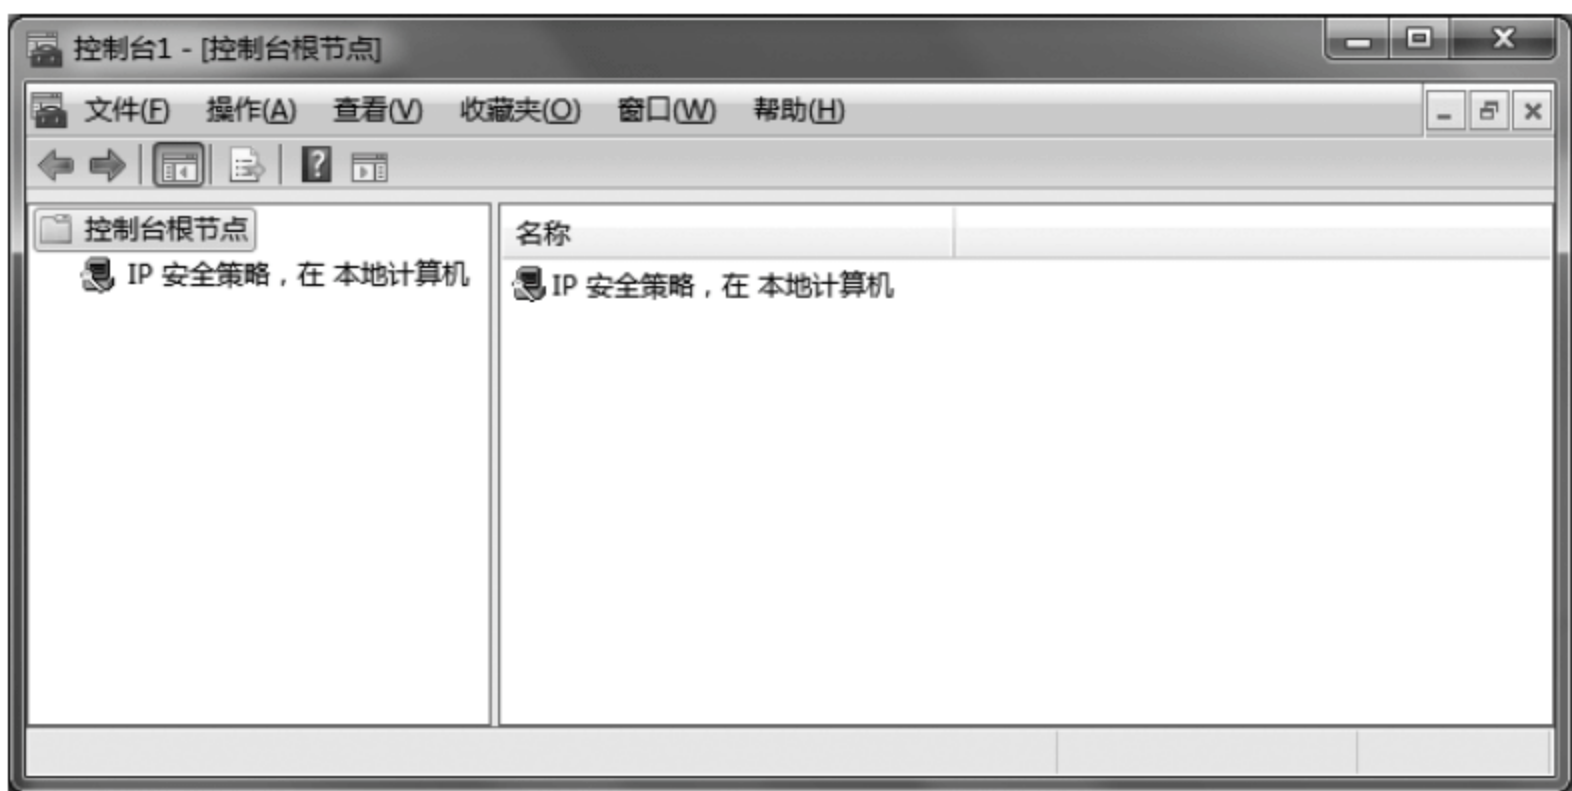 控制台1 - [控制台根节点]
文件(F) 操作(A) 查看(V) 收藏夹(O) 窗口(W) 帮助(H)
控制台根节点
IP 安全策略，在 本地计算机
名称
IP 安全策略，在 本地计算机